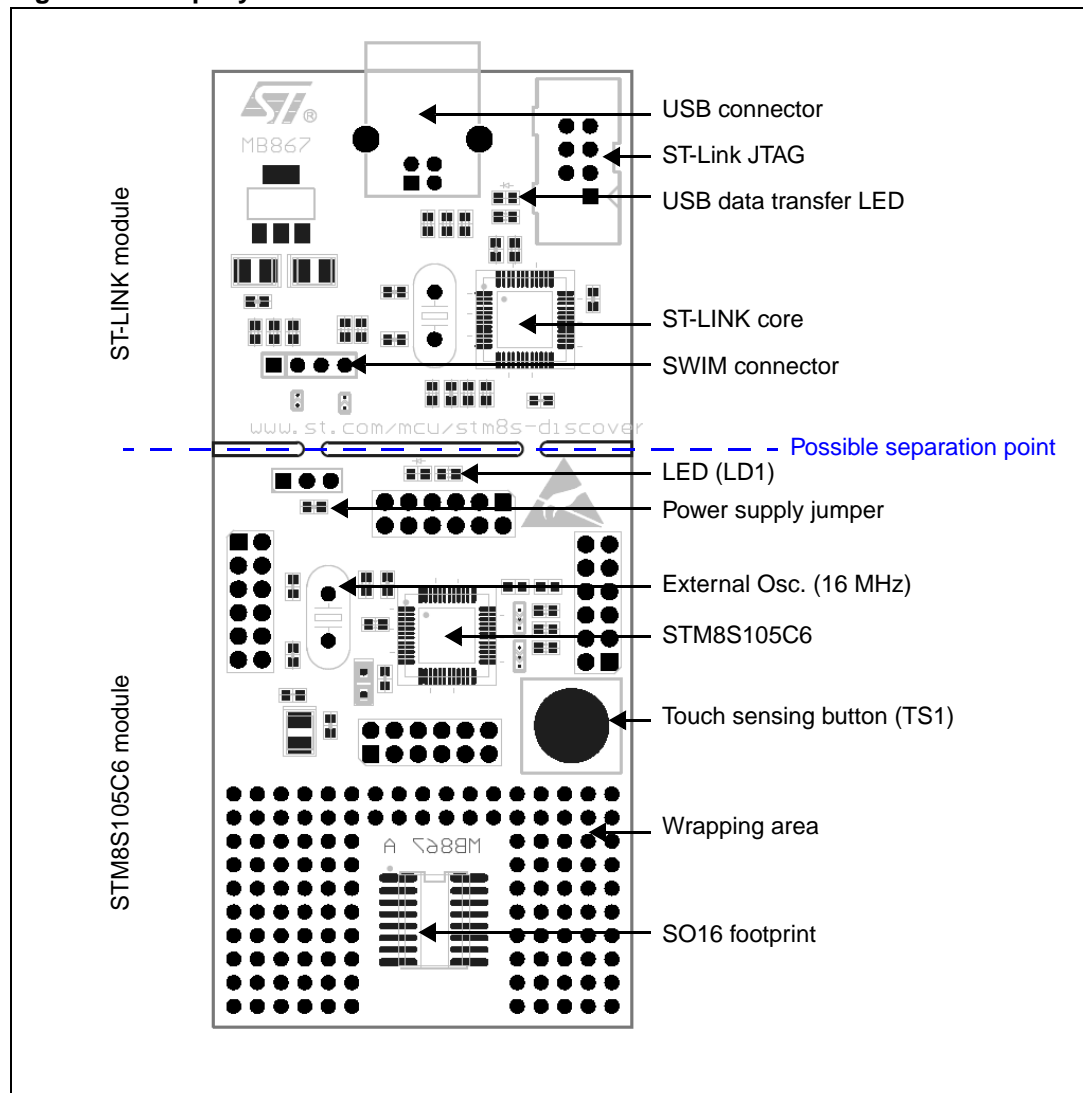 ST®
MB867
USB connector
ST-Link JTAG
USB data transfer LED
ST-LINK module
ST-LINK core
SWIM connector
www.st.com/mcu/stm8s-discover
Possible separation point
LED (LD1)
Power supply jumper
External Osc. (16 MHz)
STM8S105C6
STM8S105C6 module
Touch sensing button (TS1)
Wrapping area
MB867 A
SO16 footprint